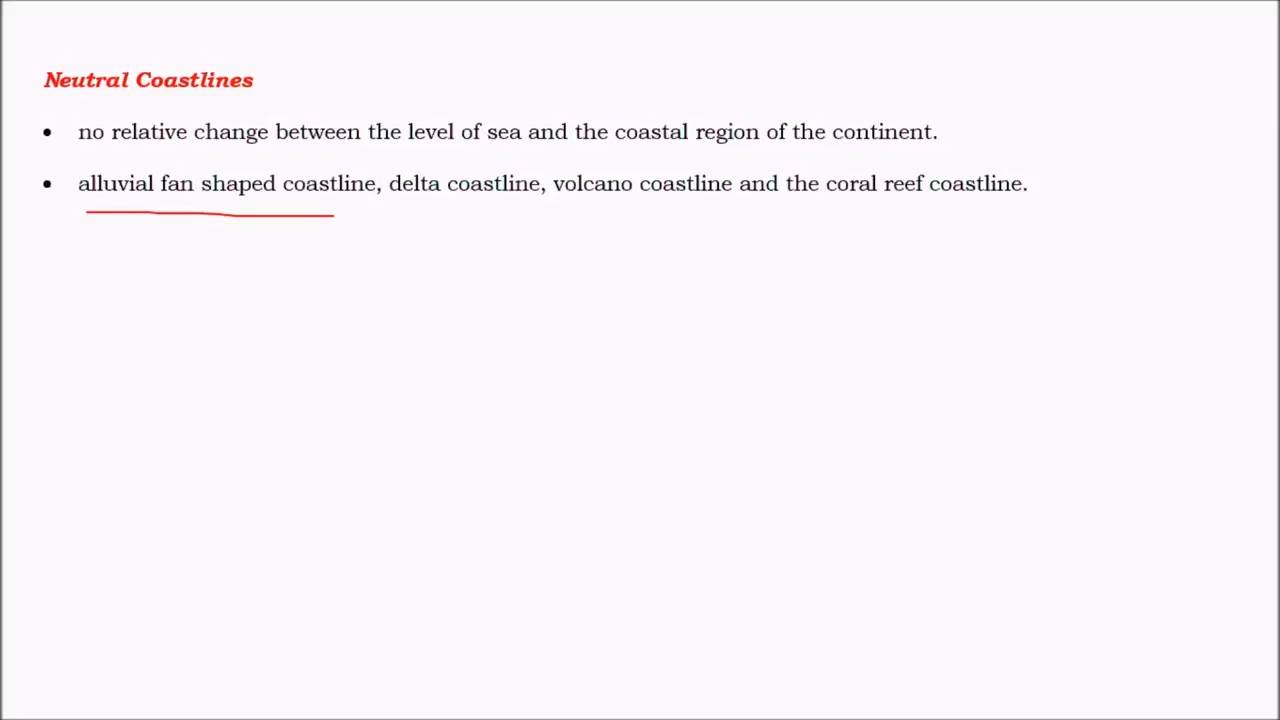 Neutral Coastlines
• no relative change between the level of sea and the coastal region of the continent.
• alluvial fan shaped coastline, delta coastline, volcano coastline and the coral reef coastline.